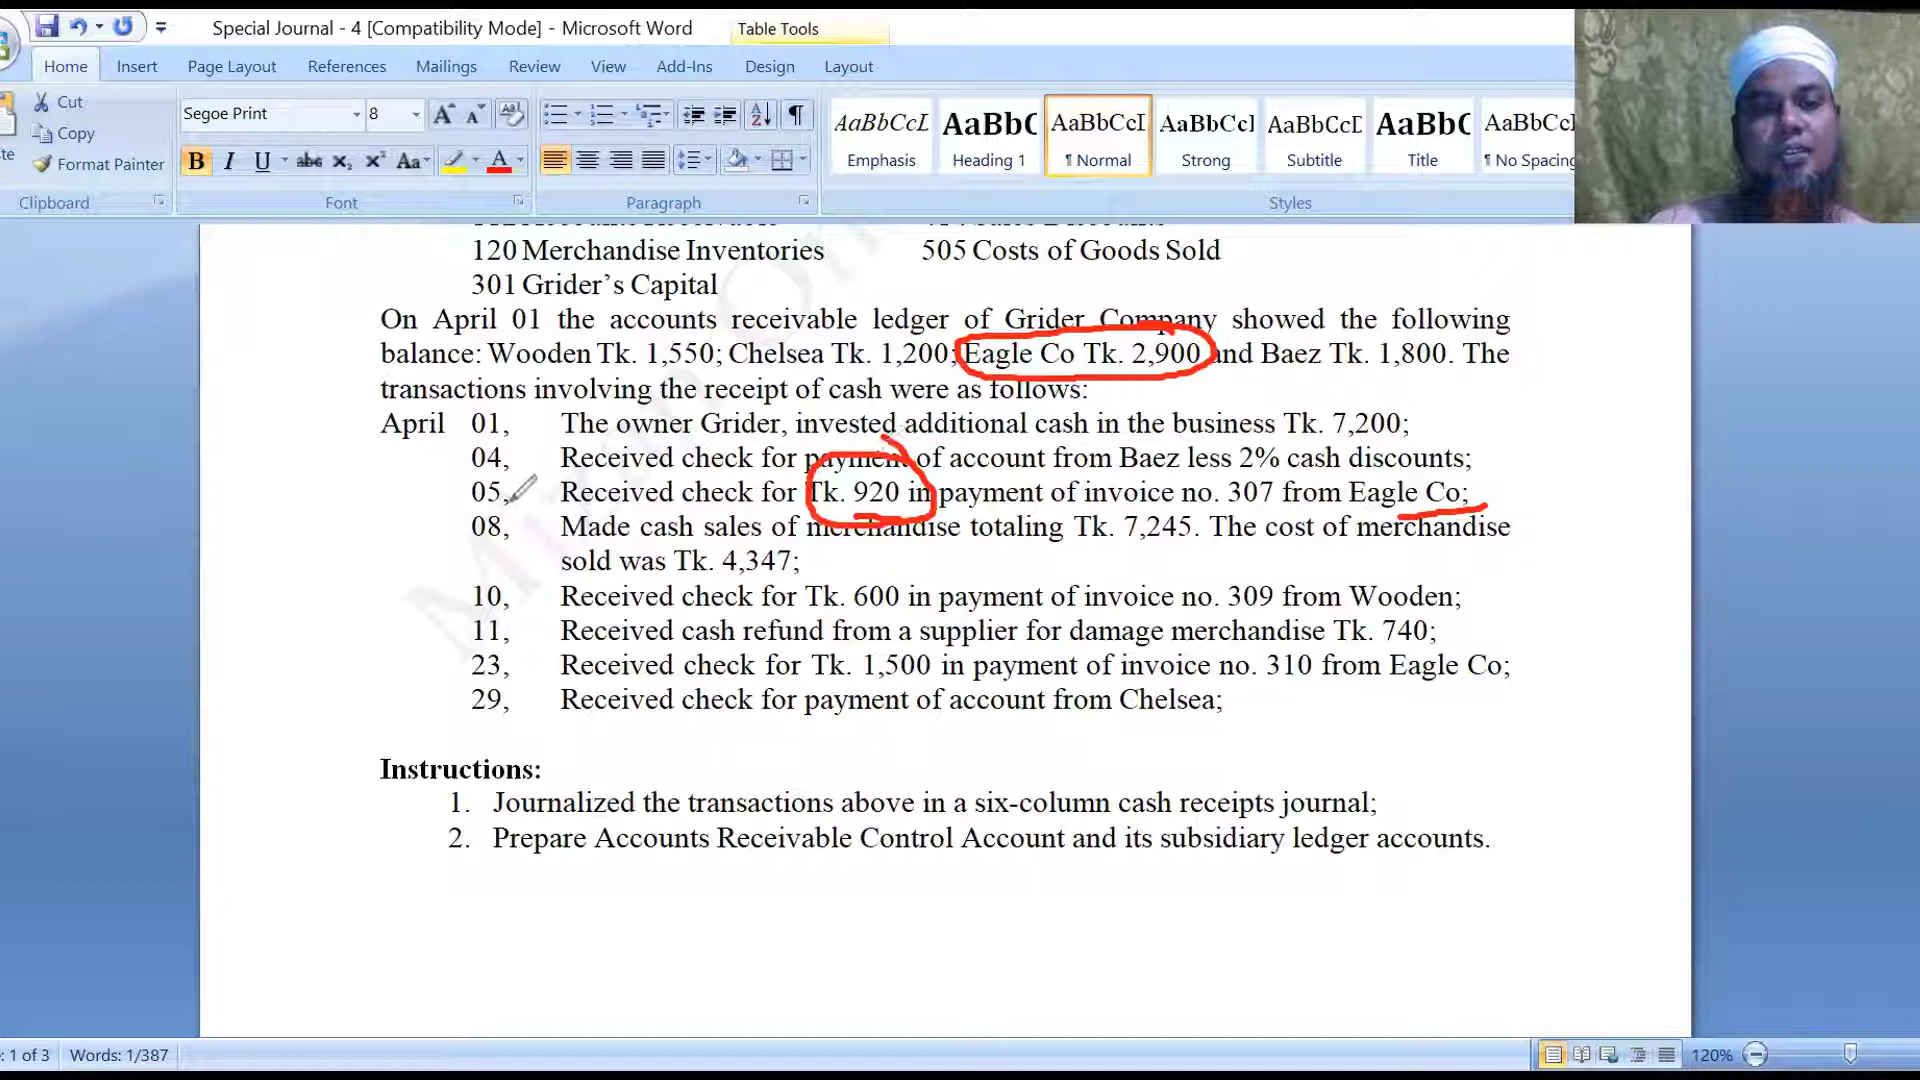 Special Journal - 4 [Compatibility Mode] - Microsoft Word
Table Tools
Home Insert Page Layout References Mailings Review View Add-Ins Design Layout
Cut
Copy
Format Painter
Clipboard
Segoe Print 8
B I U abc x₂ x² Aa A
Font
Paragraph
AaBbCcL AaBbC AaBbCcI AaBbCcI AaBbCcD AaBbC AaBbCcI
Emphasis Heading 1 ¶ Normal Strong Subtitle Title ¶ No Spacing
Styles
120 Merchandise Inventories 505 Costs of Goods Sold
301 Grider's Capital
On April 01 the accounts receivable ledger of Grider Company showed the following
balance: Wooden Tk. 1,550; Chelsea Tk. 1,200; Eagle Co Tk. 2,900 and Baez Tk. 1,800. The
transactions involving the receipt of cash were as follows:
April 01, The owner Grider, invested additional cash in the business Tk. 7,200;
04, Received check for payment of account from Baez less 2% cash discounts;
05, Received check for Tk. 920 in payment of invoice no. 307 from Eagle Co;
08, Made cash sales of merchandise totaling Tk. 7,245. The cost of merchandise
sold was Tk. 4,347;
10, Received check for Tk. 600 in payment of invoice no. 309 from Wooden;
11, Received cash refund from a supplier for damage merchandise Tk. 740;
23, Received check for Tk. 1,500 in payment of invoice no. 310 from Eagle Co;
29, Received check for payment of account from Chelsea;
Instructions:
1. Journalized the transactions above in a six-column cash receipts journal;
2. Prepare Accounts Receivable Control Account and its subsidiary ledger accounts.
: 1 of 3 Words: 1/387 120%